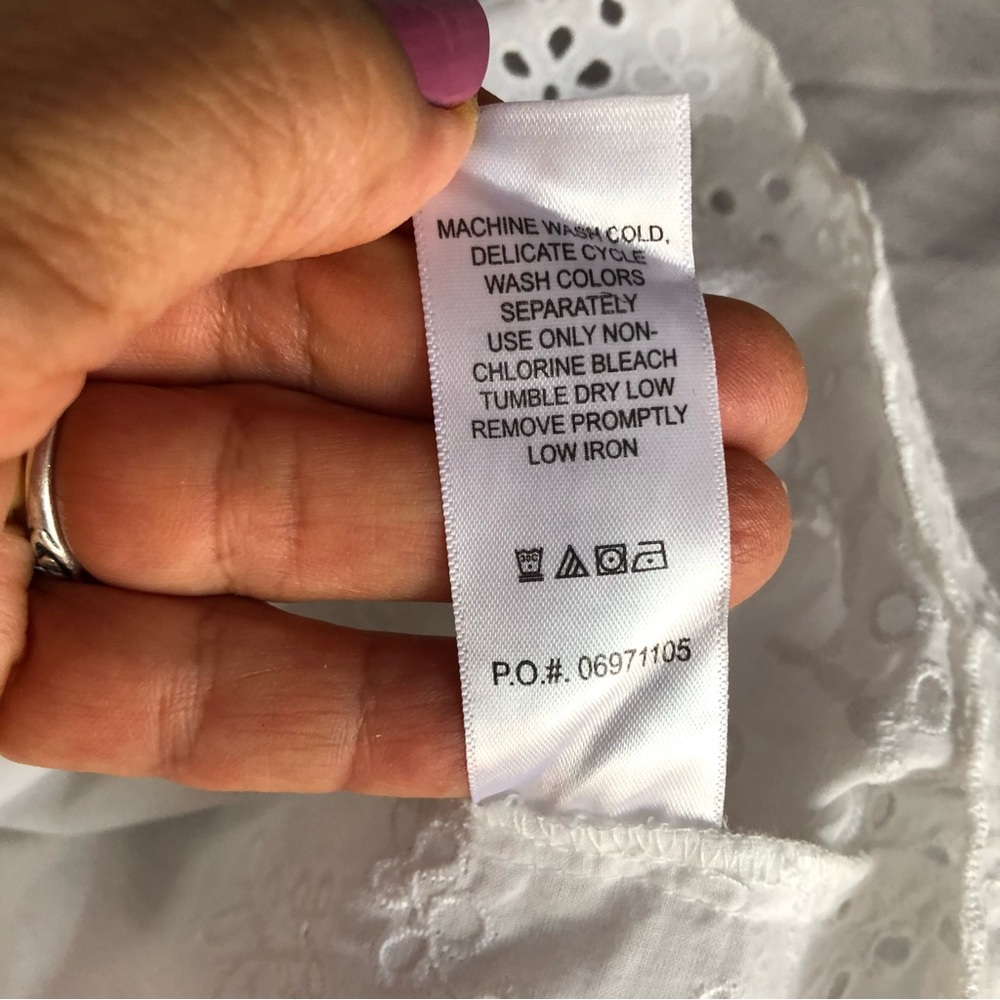 MACHINE WASH COLD,
DELICATE CYCLE
WASH COLORS
SEPARATELY
USE ONLY NON-
CHLORINE BLEACH
TUMBLE DRY LOW
REMOVE PROMPTLY
LOW IRON
30C
P.O.#. 06971105